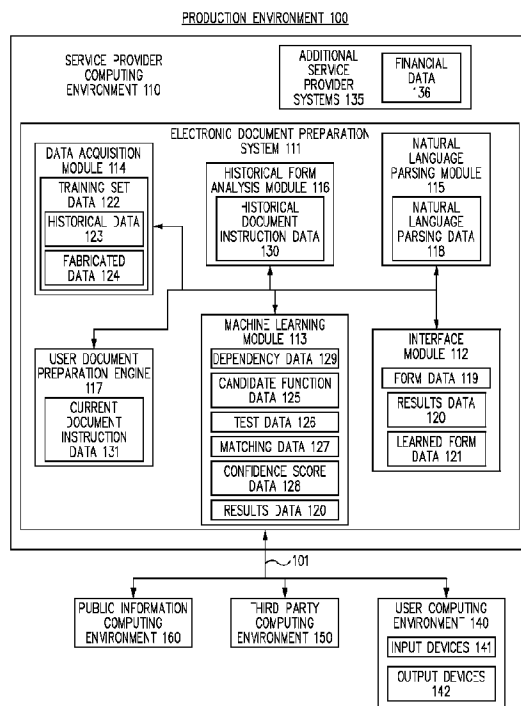 PRODUCTION ENVIRONMENT 100
SERVICE PROVIDER
COMPUTING
ENVIRONMENT 110
ADDITIONAL
SERVICE
PROVIDER
SYSTEMS 135
FINANCIAL
DATA
136
ELECTRONIC DOCUMENT PREPARATION
SYSTEM 111
DATA ACQUISITION
MODULE 114
TRAINING SET
DATA 122
HISTORICAL DATA
123
FABRICATED
DATA 124
HISTORICAL FORM
ANALYSIS MODULE 116
HISTORICAL
DOCUMENT
INSTRUCTION DATA
130
NATURAL
LANGUAGE
PARSING MODULE
115
NATURAL
LANGUAGE
PARSING DATA
118
USER DOCUMENT
PREPARATION ENGINE
117
CURRENT
DOCUMENT
INSTRUCTION
DATA 131
MACHINE LEARNING
MODULE 113
DEPENDENCY DATA 129
CANDIDATE FUNCTION
DATA 125
TEST DATA 126
MATCHING DATA 127
CONFIDENCE SCORE
DATA 128
RESULTS DATA 120
INTERFACE
MODULE 112
FORM DATA 119
RESULTS DATA
120
LEARNED FORM
DATA 121
101
PUBLIC INFORMATION
COMPUTING
ENVIRONMENT 160
THIRD PARTY
COMPUTING
ENVIRONMENT 150
USER COMPUTING
ENVIRONMENT 140
INPUT DEVICES 141
OUTPUT DEVICES
142